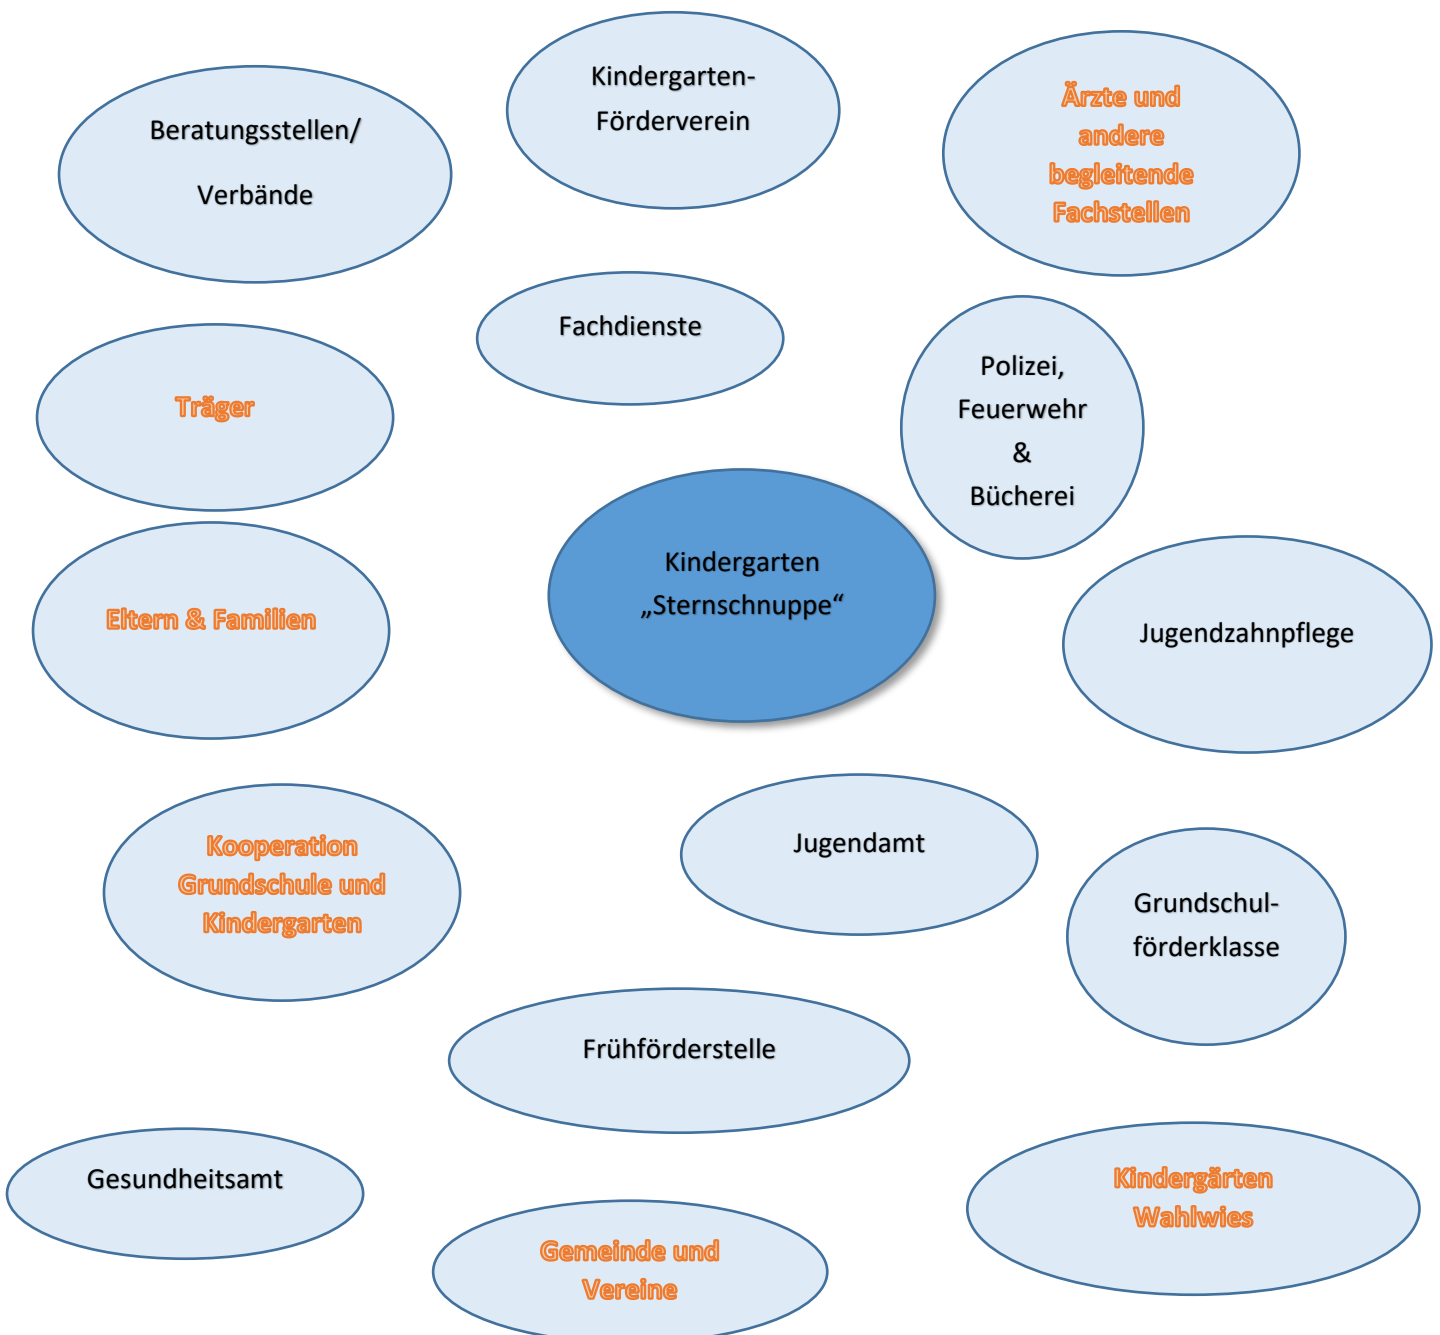 Kindergarten-
Förderverein
Ärzte und
andere
begleitende
Fachstellen
Beratungsstellen/
Verbände
Fachdienste
Polizei,
Feuerwehr
&
Bücherei
Träger
Kindergarten
„Sternschnuppe“
Eltern & Familien
Jugendzahnpflege
Kooperation
Grundschule und
Kindergarten
Jugendamt
Grundschul-
förderklasse
Frühförderstelle
Gesundheitsamt
Kindergärten
Wahlwies
Gemeinde und
Vereine